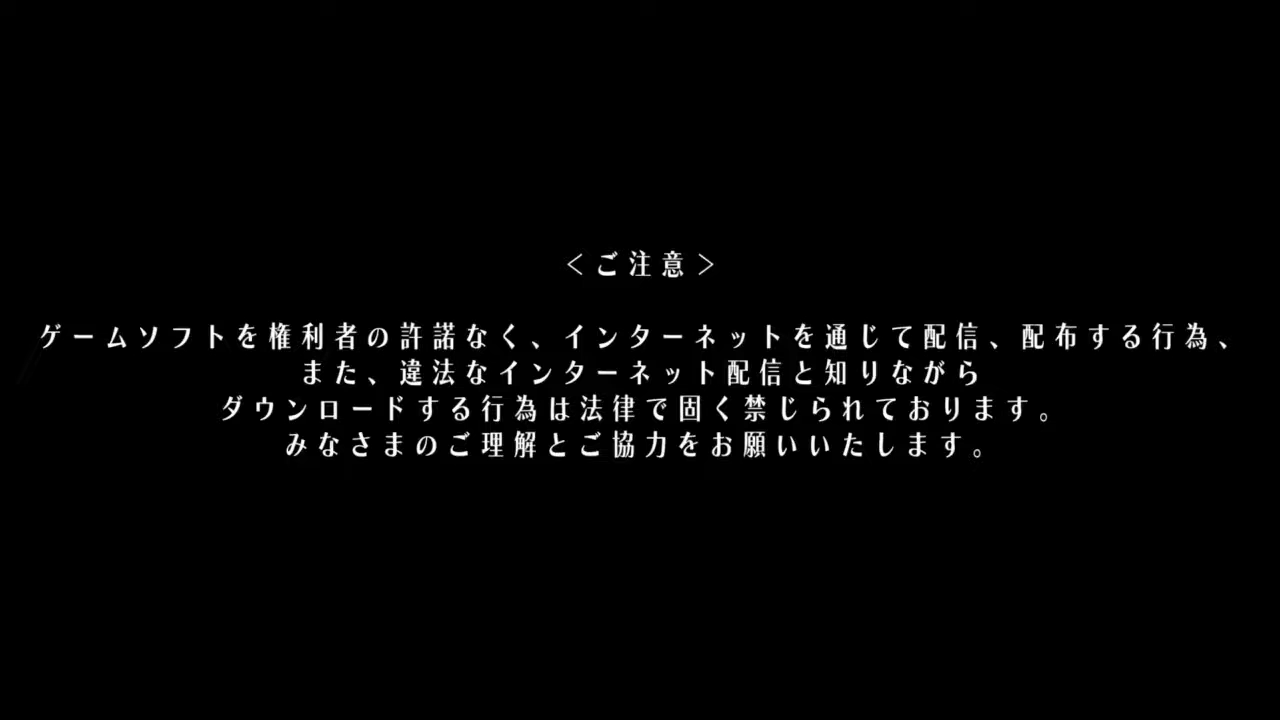 <ご注意>
ゲームソフトを権利者の許諾なく、インターネットを通じて配信、配布する行為、
また、違法なインターネット配信と知りながら
ダウンロードする行為は法律で固く禁じられております。
みなさまのご理解とご協力をお願いいたします。